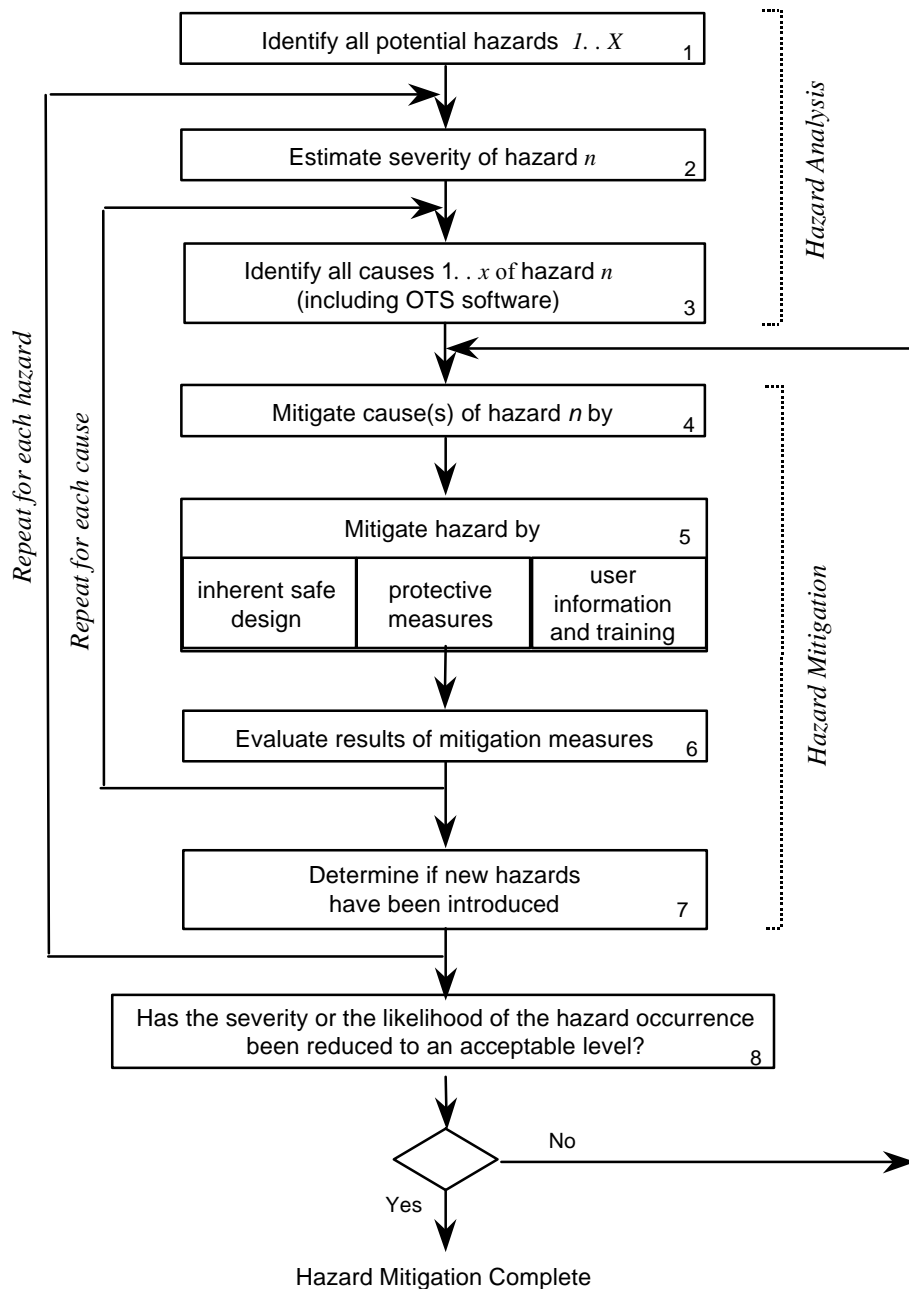 Identify all potential hazards 1. . X
1
Estimate severity of hazard n
2
Identify all causes 1. . x of hazard n
(including OTS software)
3
Hazard Analysis
Mitigate cause(s) of hazard n by
4
Mitigate hazard by
5
inherent safe
design
protective
measures
user
information
and training
Evaluate results of mitigation measures
6
Determine if new hazards
have been introduced
7
Hazard Mitigation
Repeat for each hazard
Repeat for each cause
Has the severity or the likelihood of the hazard occurrence
been reduced to an acceptable level?
8
No
Yes
Hazard Mitigation Complete